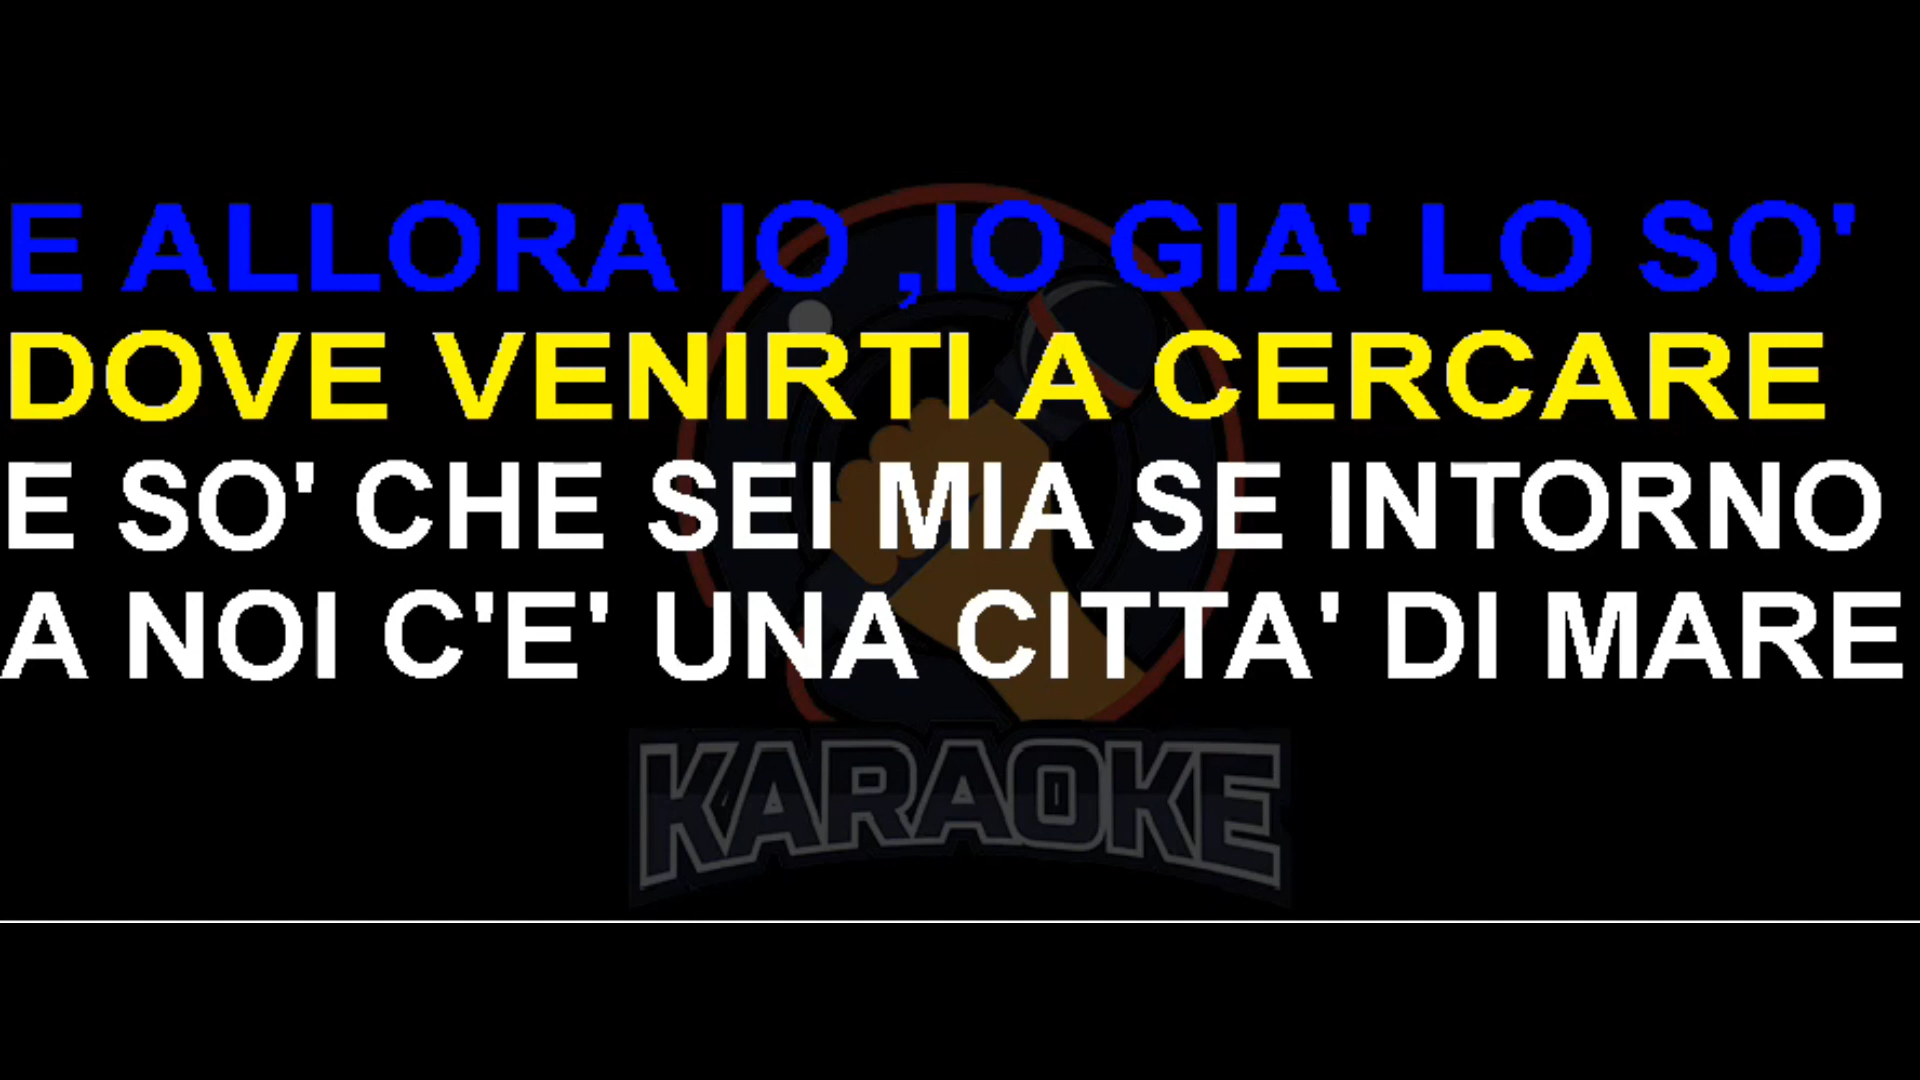 E ALLORA IO ,IO GIA' LO SO'
DOVE VENIRTI A CERCARE
E SO' CHE SEI MIA SE INTORNO
A NOI C'E' UNA CITTA' DI MARE
KARAOKE